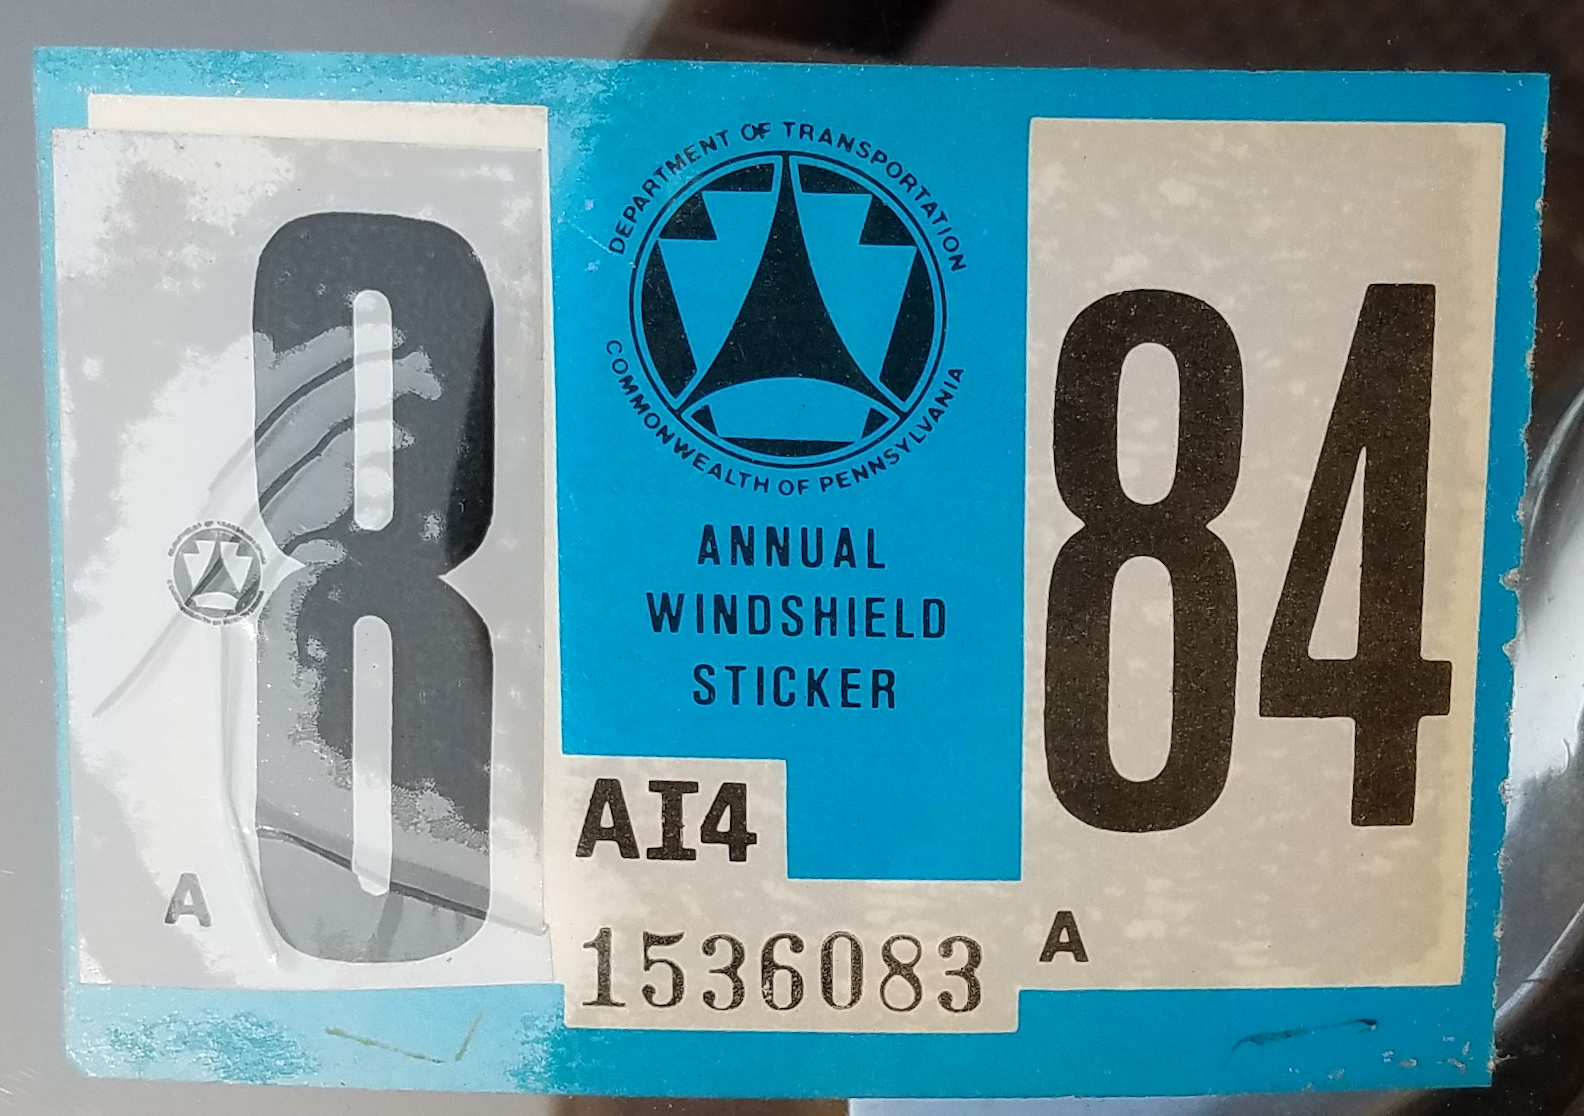 DEPARTMENT OF TRANSPORTATION
COMMONWEALTH OF PENNSYLVANIA
8
A
ANNUAL
WINDSHIELD
STICKER
AI4
1536083
84
A